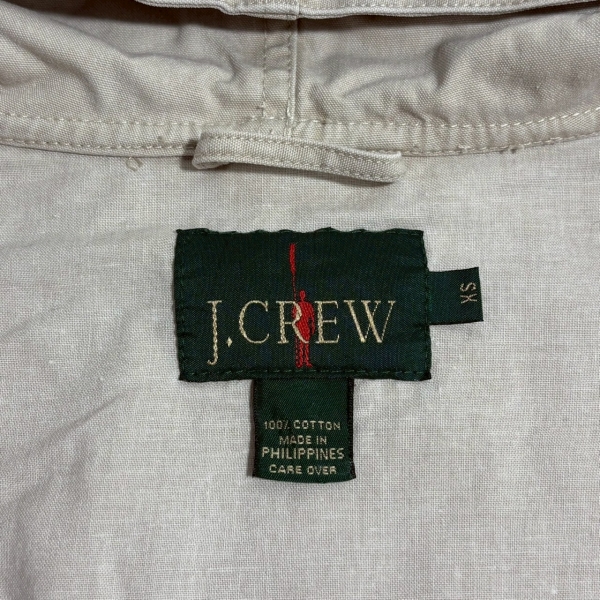 J.CREW
XS
100% COTTON
MADE IN
PHILIPPINES
CARE OVER